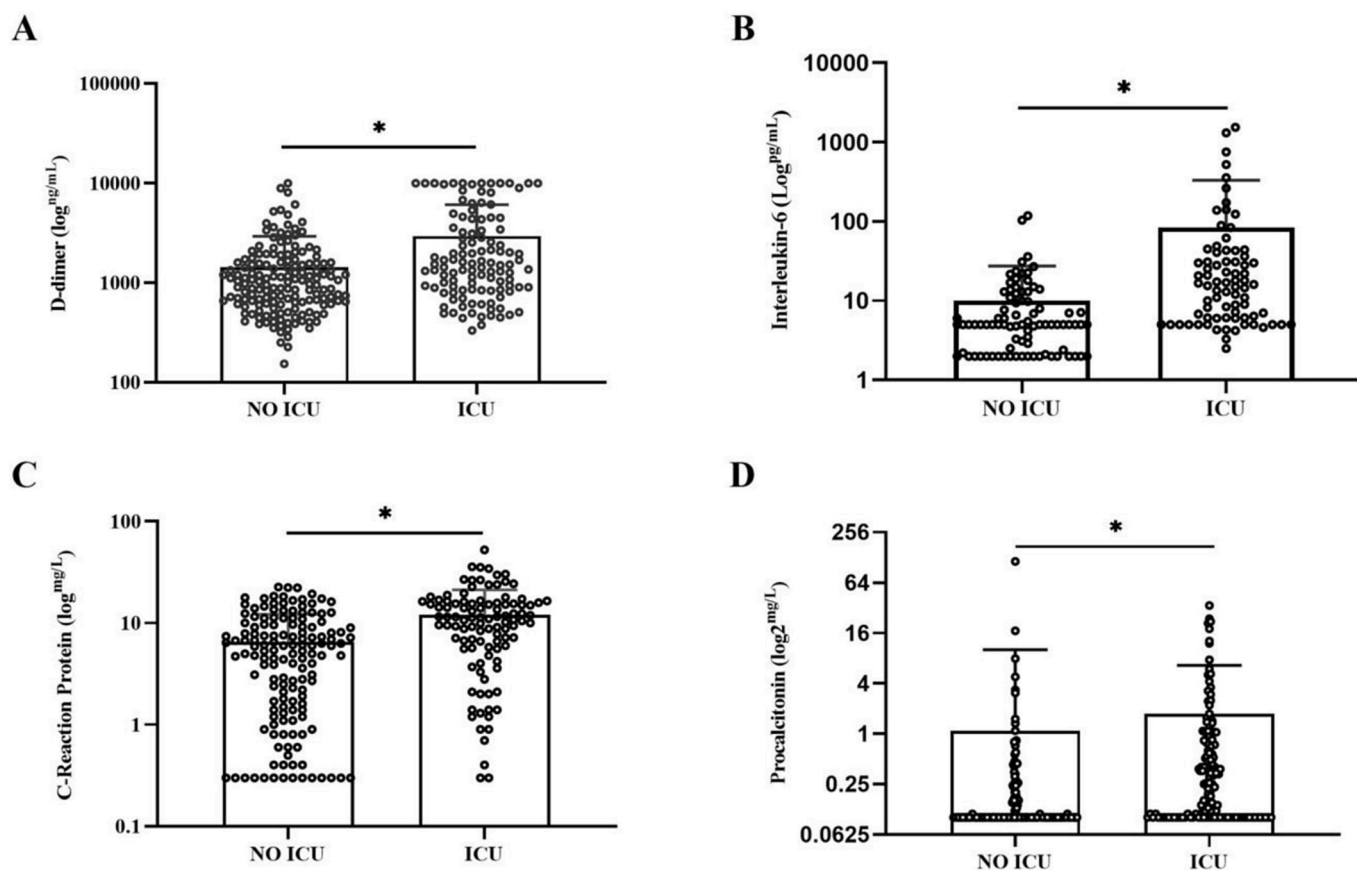 A
D-dimer (log^ng/mL)
100000
10000
1000
100
*
NO ICU
ICU
B
Interleukin-6 (Log^pg/mL)
10000
1000
100
10
1
*
NO ICU
ICU
C
C-Reaction Protein (log^mg/L)
100
10
1
0.1
*
NO ICU
ICU
D
Procalcitonin (log2^mg/L)
256
64
16
4
1
0.25
0.0625
*
NO ICU
ICU